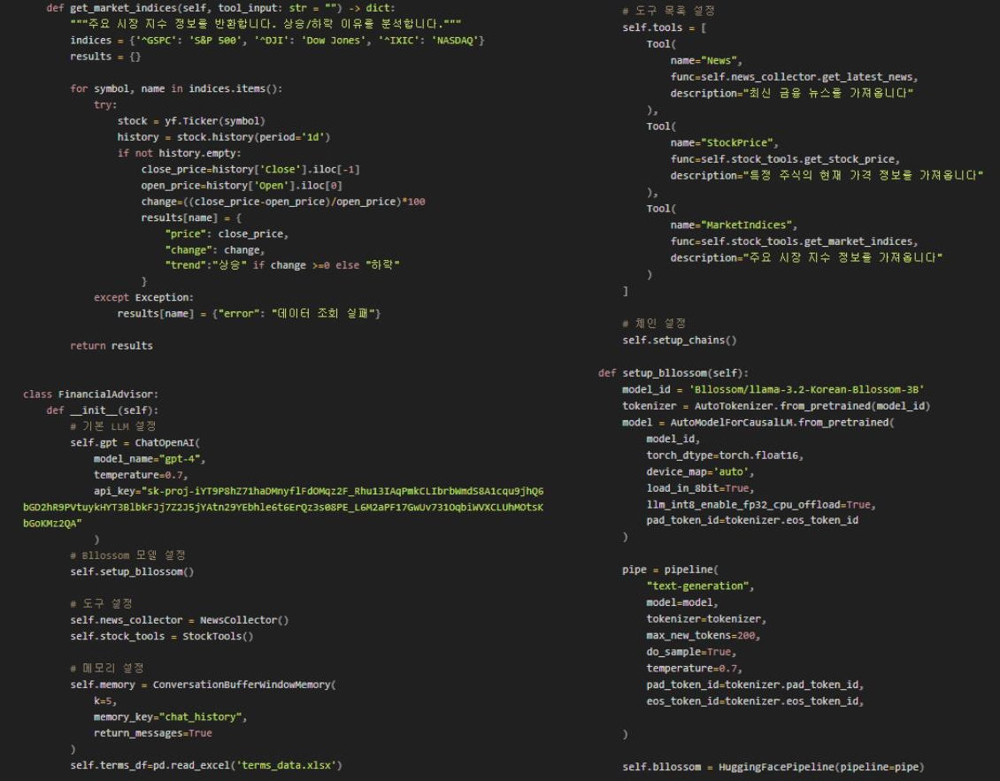 def get_market_indices(self, tool_input: str = "") -> dict:
"""주요 시장 지수 정보를 반환합니다. 상승/하락 이유를 분석합니다."""
indices = {'^GSPC': 'S&P 500', '^DJI': 'Dow Jones', '^IXIC': 'NASDAQ'}
results = {}
for symbol, name in indices.items():
try:
stock = yf.Ticker(symbol)
history = stock.history(period='1d')
if not history.empty:
close_price=history['Close'].iloc[-1]
open_price=history['Open'].iloc[0]
change=((close_price-open_price)/open_price)*100
results[name] = {
"price": close_price,
"change": change,
"trend":"상승" if change >=0 else "하락"
}
except Exception:
results[name] = {"error": "데이터 조회 실패"}
return results
class FinancialAdvisor:
def __init__(self):
# 기본 LLM 설정
self.gpt = ChatOpenAI(
model_name="gpt-4",
temperature=0.7,
api_key=
)
# Bllossom 모델 설정
self.setup_bllossom()
# 도구 설정
self.news_collector = NewsCollector()
self.stock_tools = StockTools()
# 메모리 설정
self.memory = ConversationBufferWindowMemory(
k=5,
memory_key="chat_history",
return_messages=True
)
self.terms_df=pd.read_excel('terms_data.xlsx')
# 도구 목록 설정
self.tools = [
Tool(
name="News",
func=self.news_collector.get_latest_news,
description="최신 금융 뉴스를 가져옵니다"
),
Tool(
name="StockPrice",
func=self.stock_tools.get_stock_price,
description="특정 주식의 현재 가격 정보를 가져옵니다"
),
Tool(
name="MarketIndices",
func=self.stock_tools.get_market_indices,
description="주요 시장 지수 정보를 가져옵니다"
)
]
# 체인 설정
self.setup_chains()
def setup_bllossom(self):
model_id = 'Bllossom/llama-3.2-Korean-Bllossom-3B'
tokenizer = AutoTokenizer.from_pretrained(model_id)
model = AutoModelForCausalLM.from_pretrained(
model_id,
torch_dtype=torch.float16,
device_map='auto',
load_in_8bit=True,
llm_int8_enable_fp32_cpu_offload=True,
pad_token_id=tokenizer.eos_token_id
)
pipe = pipeline(
"text-generation",
model=model,
tokenizer=tokenizer,
max_new_tokens=200,
do_sample=True,
temperature=0.7,
pad_token_id=tokenizer.pad_token_id,
eos_token_id=tokenizer.eos_token_id,
)
self.bllossom = HuggingFacePipeline(pipeline=pipe)